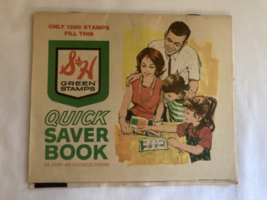 ONLY 1200 STAMPS
FILL THIS
S&H
GREEN
STAMPS
QUICK
SAVER
BOOK